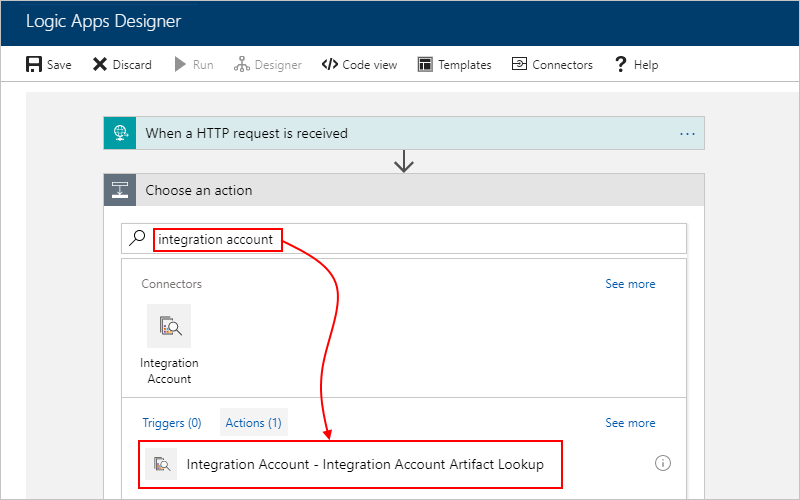 Logic Apps Designer
Save Discard Run Designer Code view Templates Connectors Help
When a HTTP request is received
Choose an action
integration account
Connectors See more
Integration
Account
Triggers (0) Actions (1) See more
Integration Account - Integration Account Artifact Lookup